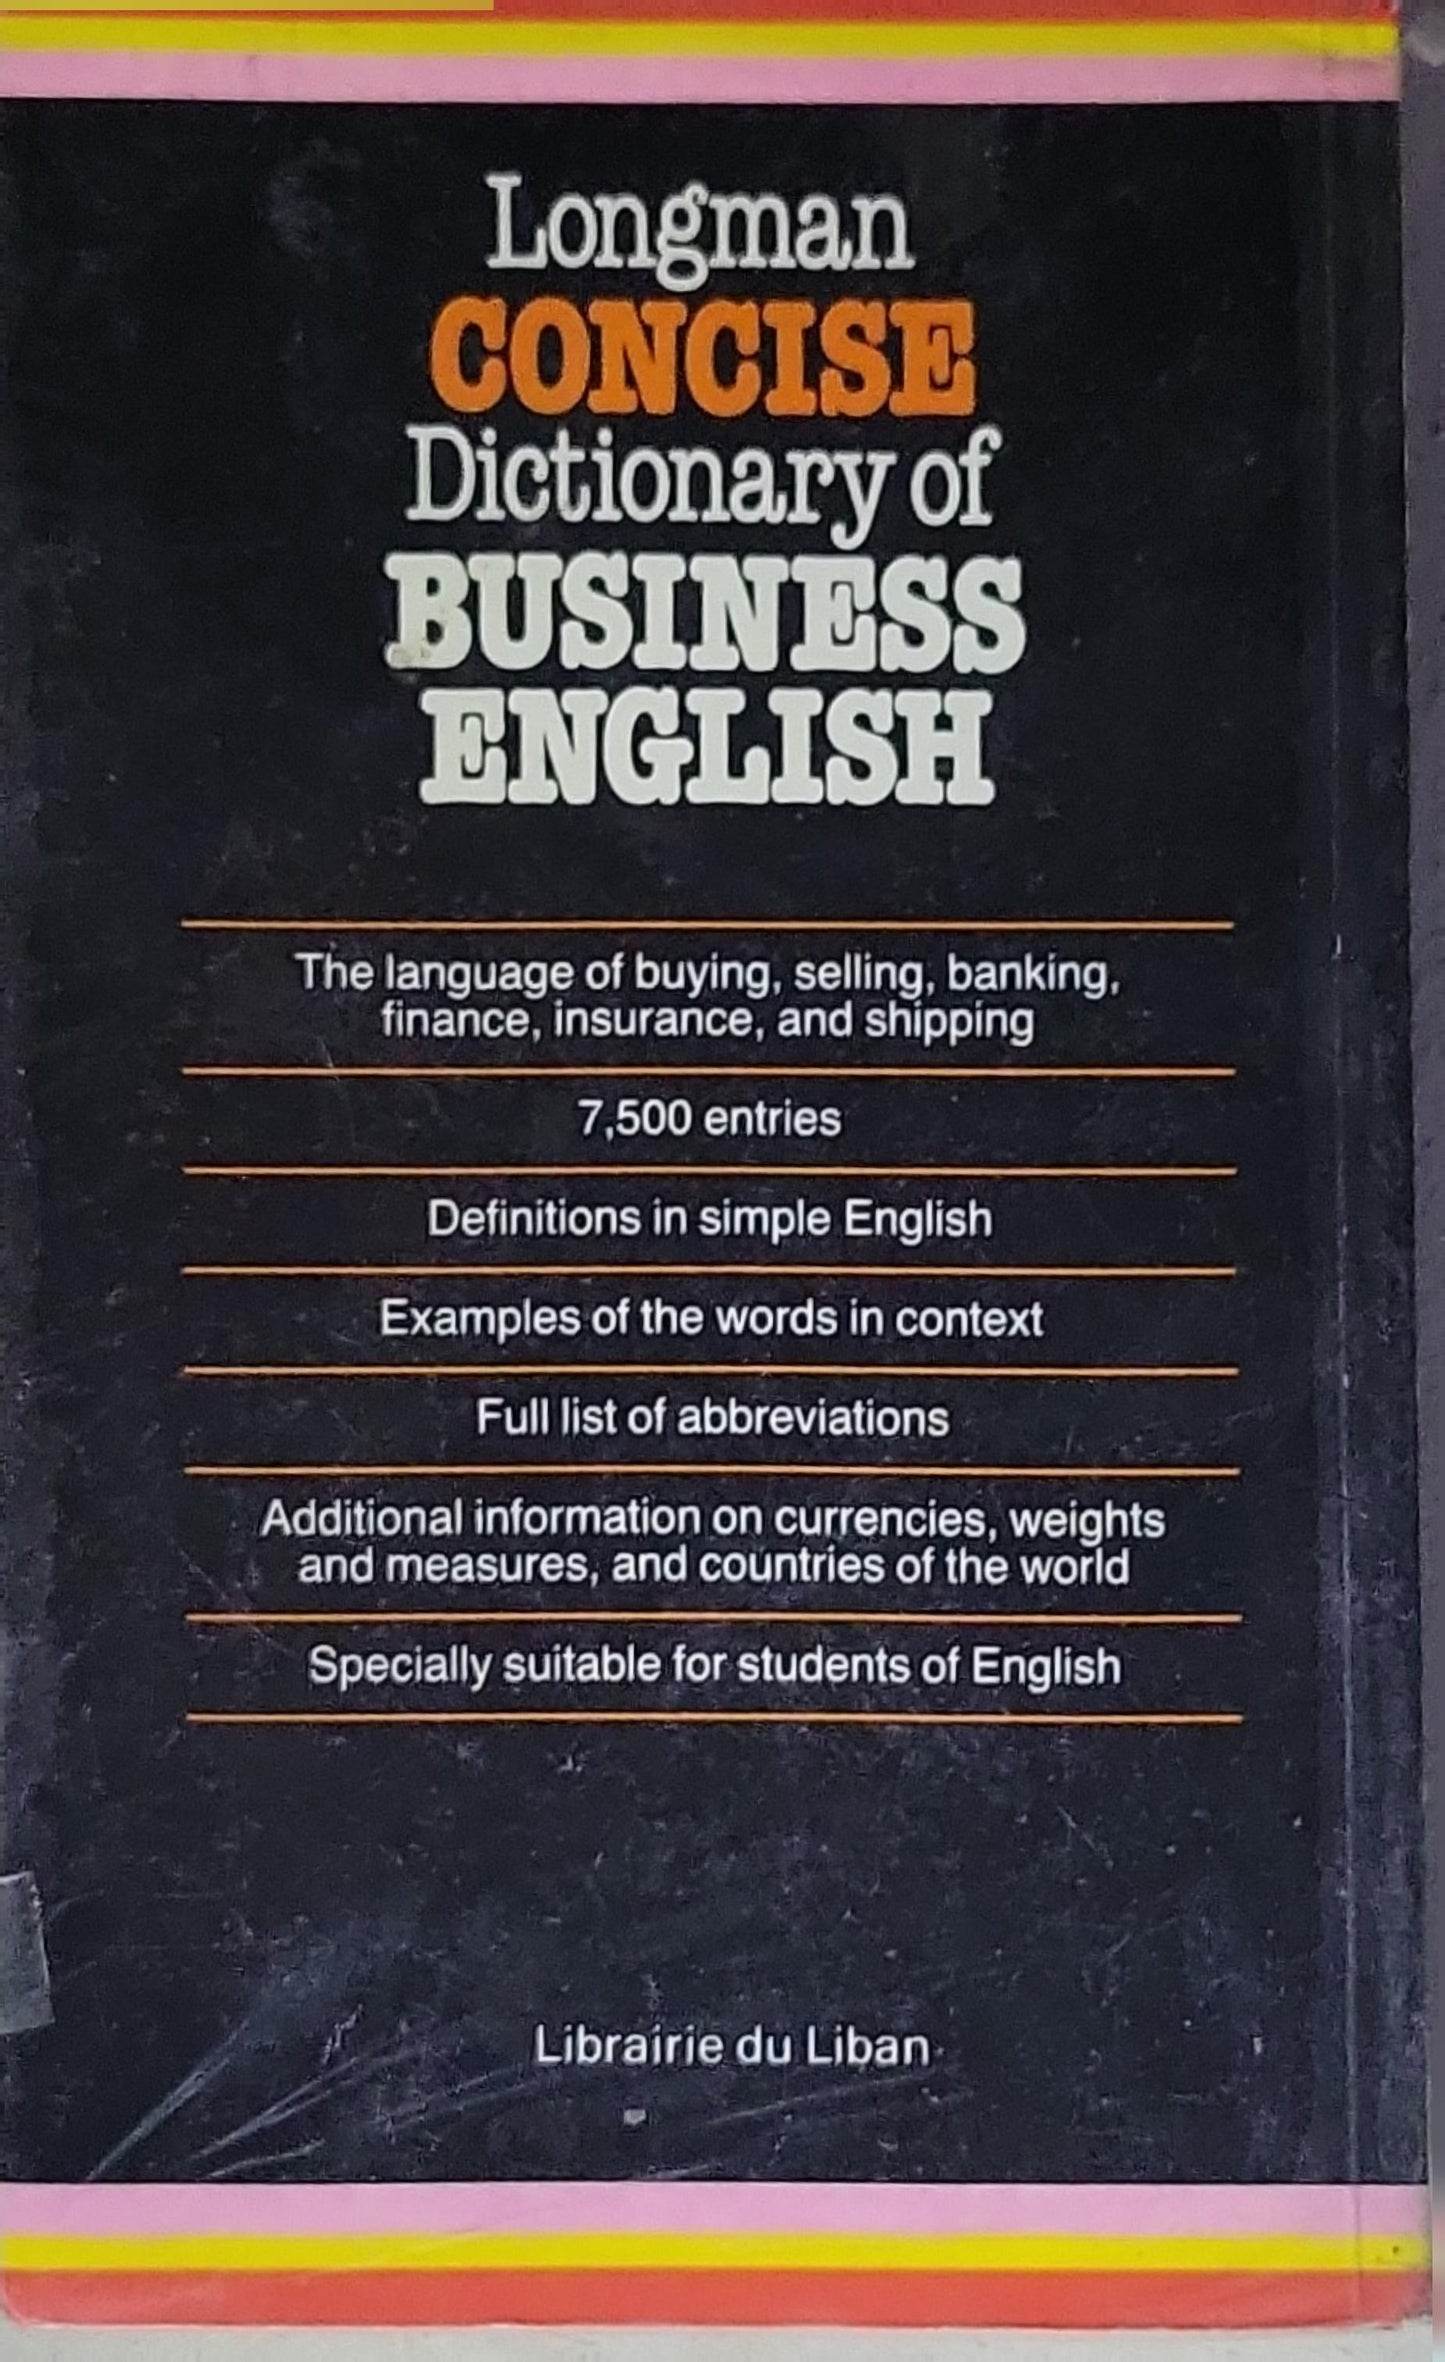 Longman
CONCISE
Dictionary of
BUSINESS
ENGLISH
The language of buying, selling, banking,
finance, insurance, and shipping
7,500 entries
Definitions in simple English
Examples of the words in context
Full list of abbreviations
Additional information on currencies, weights
and measures, and countries of the world
Specially suitable for students of English
Librairie du Liban